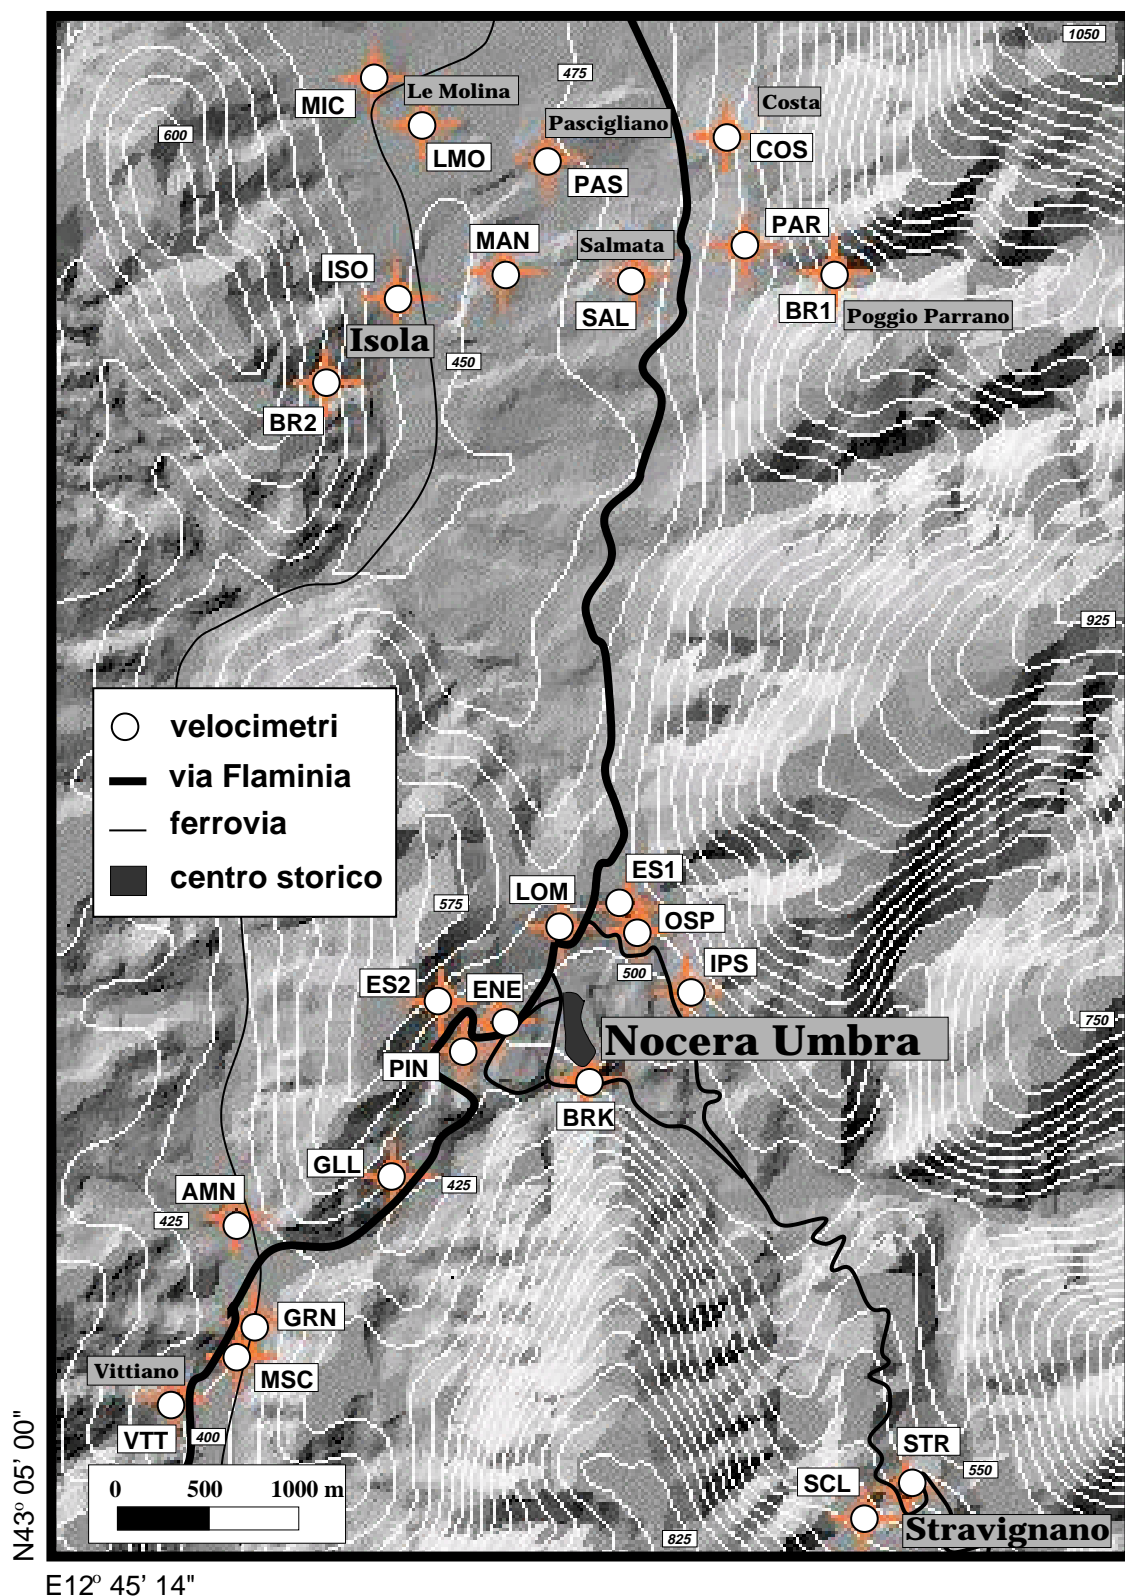 1050
475
Le Molina
MIC
Costa
Pascigliano
600
LMO
COS
PAS
PAR
MAN
Salmata
ISO
SAL
BR1
Poggio Parrano
Isola
450
BR2
925
velocimetri
via Flaminia
ferrovia
centro storico
ES1
LOM
575
OSP
IPS
500
ES2
ENE
750
Nocera Umbra
PIN
BRK
GLL
425
AMN
425
GRN
Vittiano
MSC
VTT
400
STR
550
SCL
0 500 1000 m
Stravignano
825
N43º 05' 00"
E12º 45' 14"